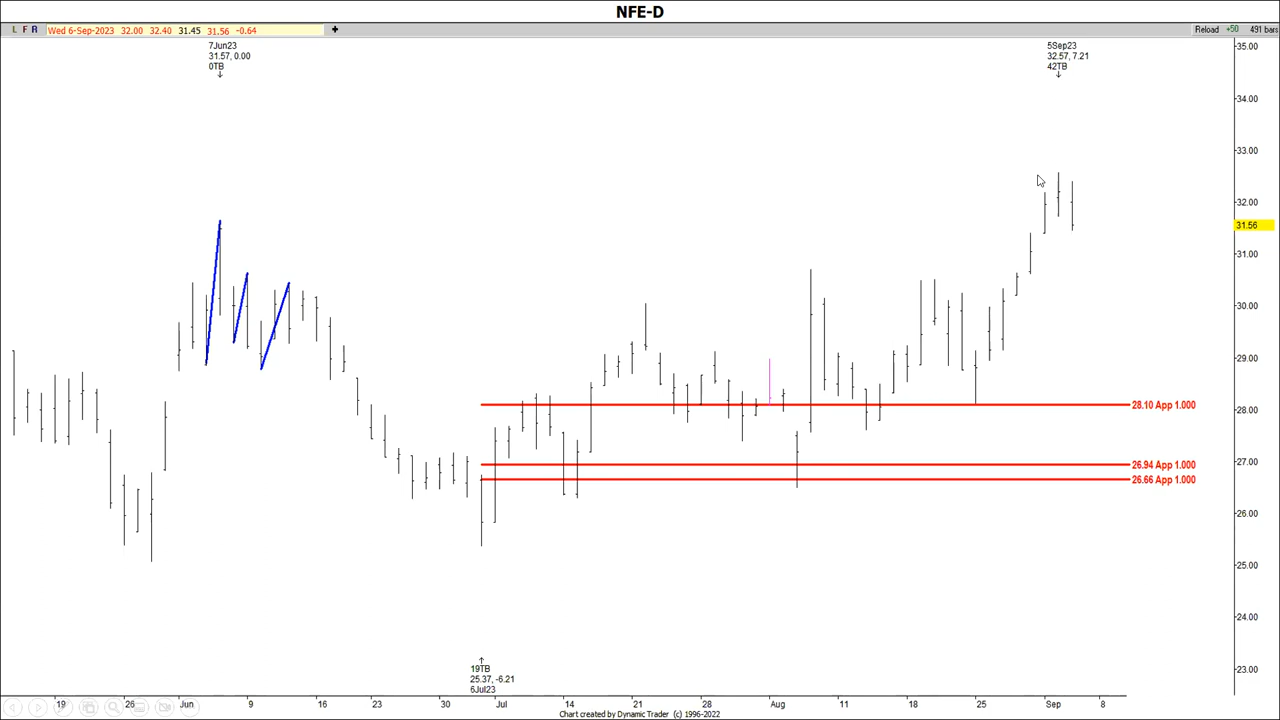 NFE-D
L F R Wed 6-Sep-2023 32.00 32.40 31.45 31.56 -0.64 + Reload +50 491 bars
7Jun23
31.57, 0.00
0TB
5Sep23
32.57, 7.21
42TB
35.00
34.00
33.00
32.00
31.56
31.00
30.00
29.00
28.00
27.00
26.00
25.00
24.00
23.00
28.10 App 1.000
26.94 App 1.000
26.66 App 1.000
19TB
25.37, -6.21
6Jul23
19 26 Jun 9 16 23 30 Jul 14 21 28 Aug 11 18 25 Sep 8
Chart created by Dynamic Trader (c) 1996-2022